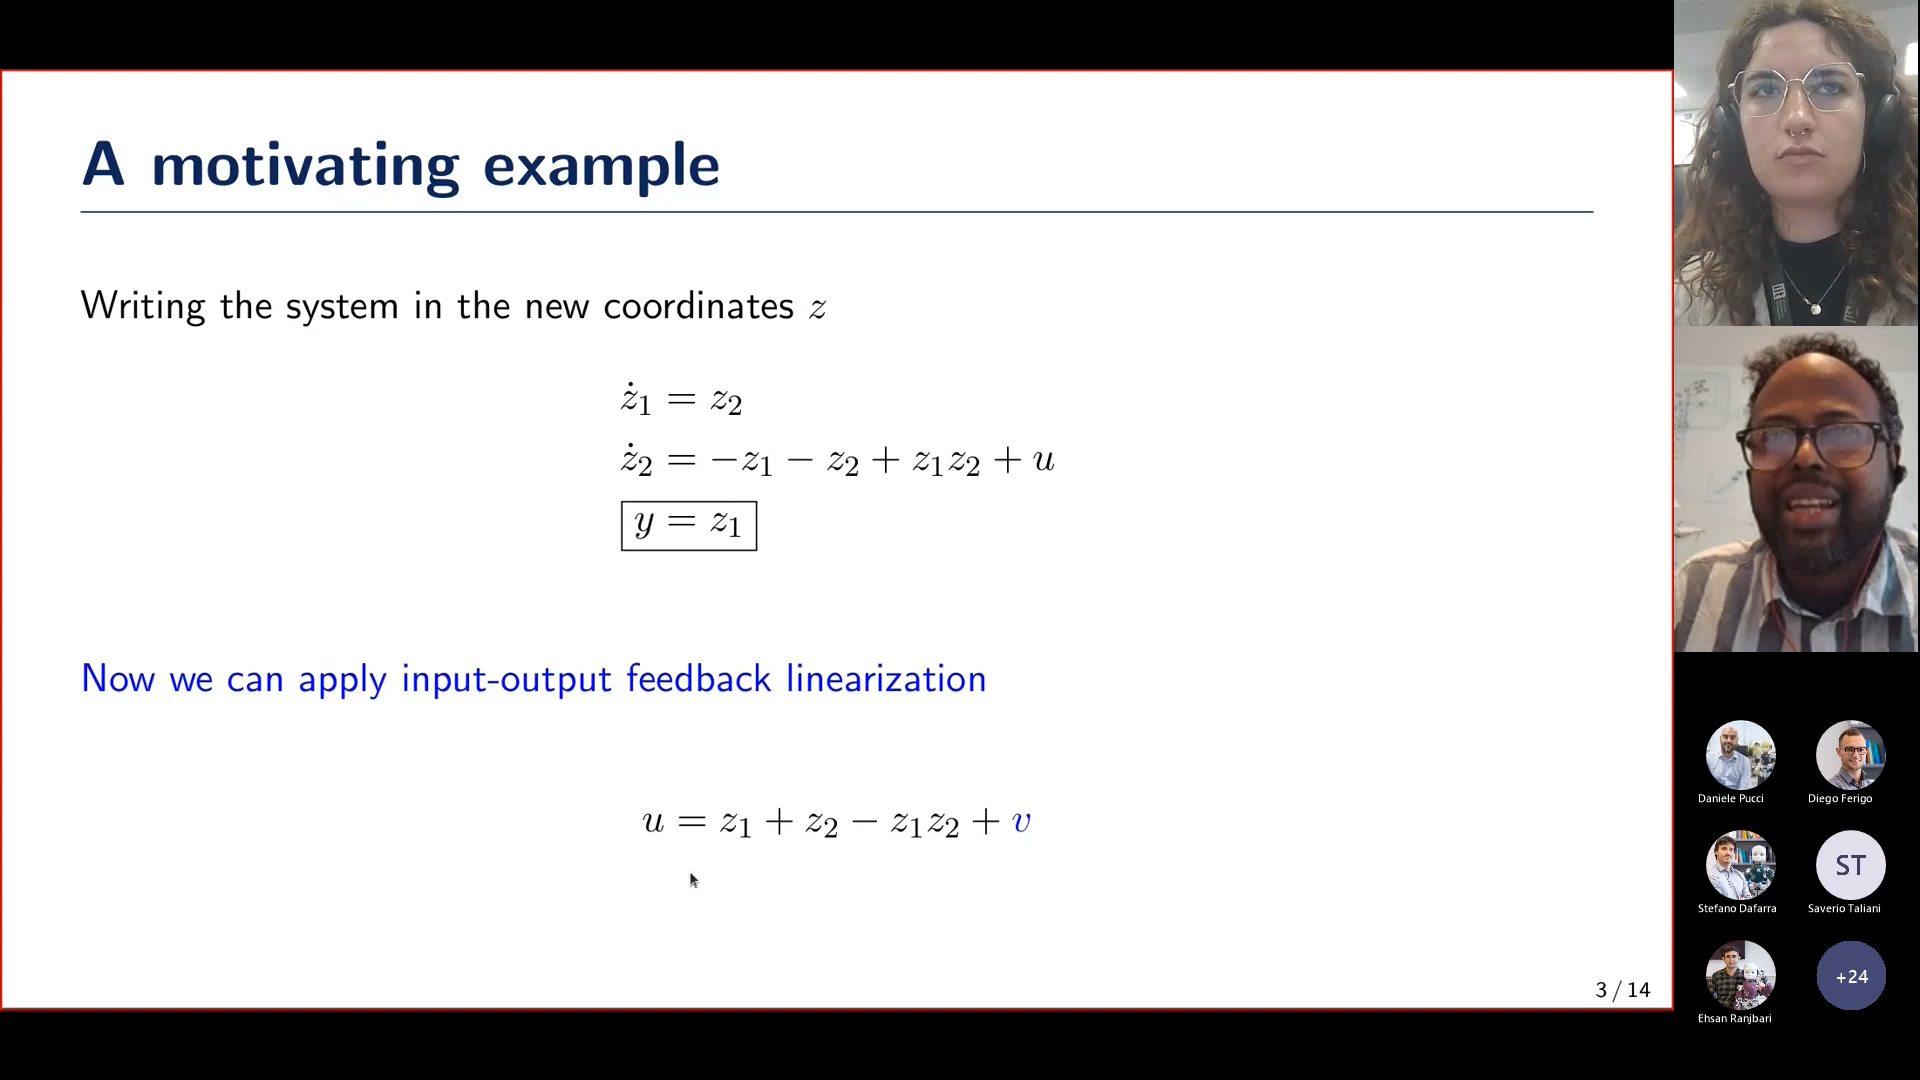 A motivating example
Writing the system in the new coordinates z
ż₁ = z₂
ż₂ = −z₁ − z₂ + z₁z₂ + u
y = z₁
Now we can apply input-output feedback linearization
u = z₁ + z₂ − z₁z₂ + v
3 / 14
Daniele Pucci
Diego Ferigo
ST
Stefano Dafarra
Saverio Taliani
+24
Ehsan Ranjbari